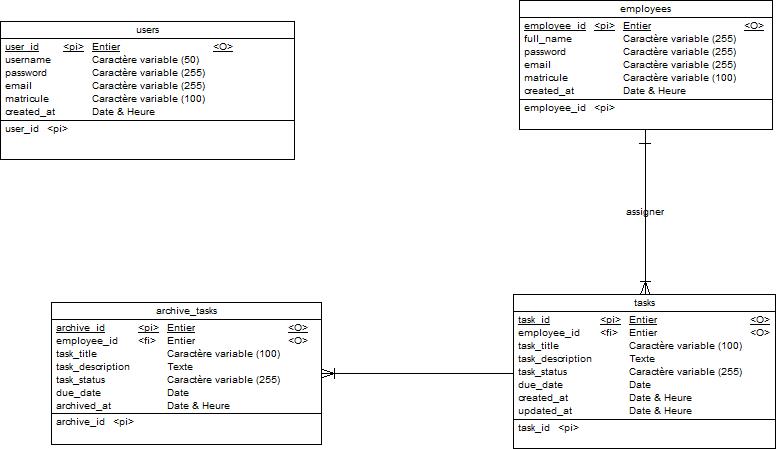 users
user_id <pi> Entier <O>
username Caractère variable (50)
password Caractère variable (255)
email Caractère variable (255)
matricule Caractère variable (100)
created_at Date & Heure
user_id <pi>
employees
employee_id <pi> Entier <O>
full_name Caractère variable (255)
password Caractère variable (255)
email Caractère variable (255)
matricule Caractère variable (100)
created_at Date & Heure
employee_id <pi>
assigner
archive_tasks
archive_id <pi> Entier <O>
employee_id <fi> Entier <O>
task_title Caractère variable (100)
task_description Texte
task_status Caractère variable (255)
due_date Date
archived_at Date & Heure
archive_id <pi>
tasks
task_id <pi> Entier <O>
employee_id <fi> Entier <O>
task_title Caractère variable (100)
task_description Texte
task_status Caractère variable (255)
due_date Date
created_at Date & Heure
updated_at Date & Heure
task_id <pi>